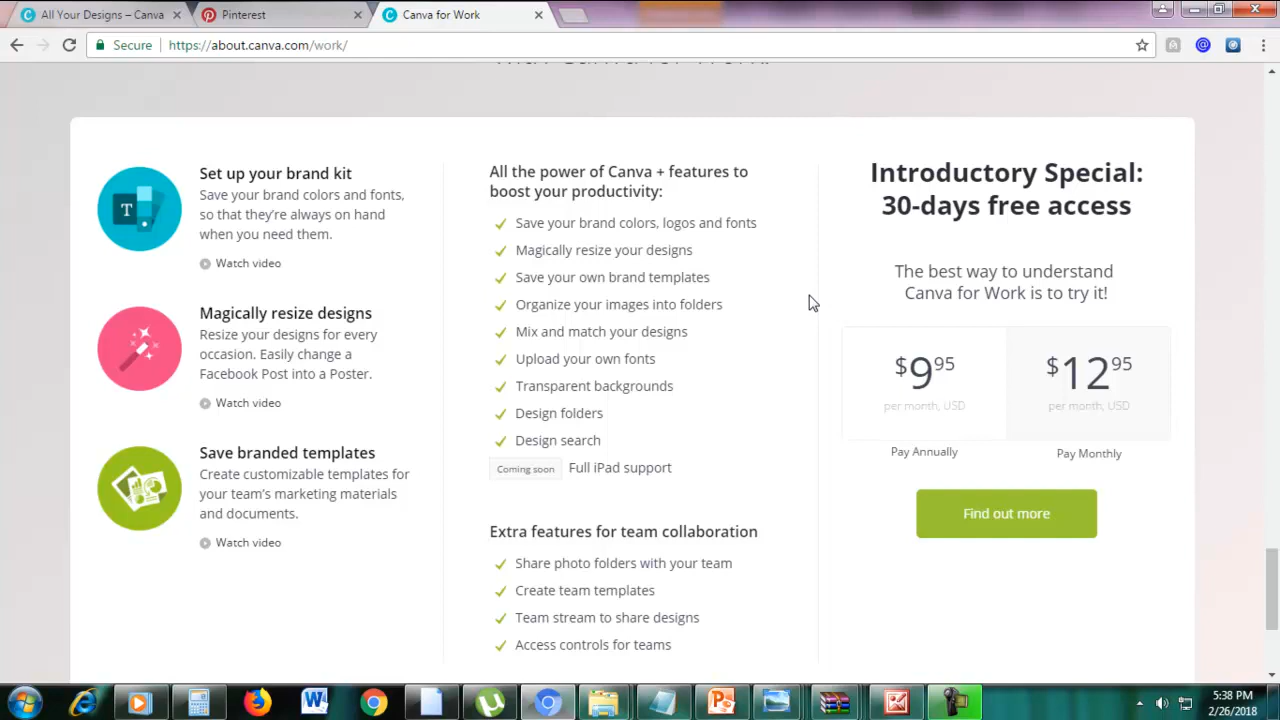 All Your Designs – Canva
Pinterest
Canva for Work
Secure
https://about.canva.com/work/
Set up your brand kit
Save your brand colors and fonts,
so that they're always on hand
when you need them.
Watch video
Magically resize designs
Resize your designs for every
occasion. Easily change a
Facebook Post into a Poster.
Watch video
Save branded templates
Create customizable templates for
your team's marketing materials
and documents.
Watch video
All the power of Canva + features to
boost your productivity:
Save your brand colors, logos and fonts
Magically resize your designs
Save your own brand templates
Organize your images into folders
Mix and match your designs
Upload your own fonts
Transparent backgrounds
Design folders
Design search
Coming soon Full iPad support
Extra features for team collaboration
Share photo folders with your team
Create team templates
Team stream to share designs
Access controls for teams
Introductory Special:
30-days free access
The best way to understand
Canva for Work is to try it!
$9 95
per month, USD
Pay Annually
$12 95
per month, USD
Pay Monthly
Find out more
5:38 PM
2/26/2018